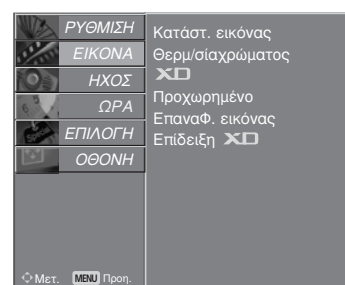 ΡΥΘΜΙΣΗ
ΕΙΚΟΝΑ
ΗΧΟΣ
ΩΡΑ
ΕΠΙΛΟΓΗ
ΟΘΟΝΗ
Κατάστ. εικόνας
Θερμ/σίαχρώματος
XD
Προχωρημένο
ΕπαναΦ. εικόνας
Επίδειξη XD
Μετ. MENU Προη.